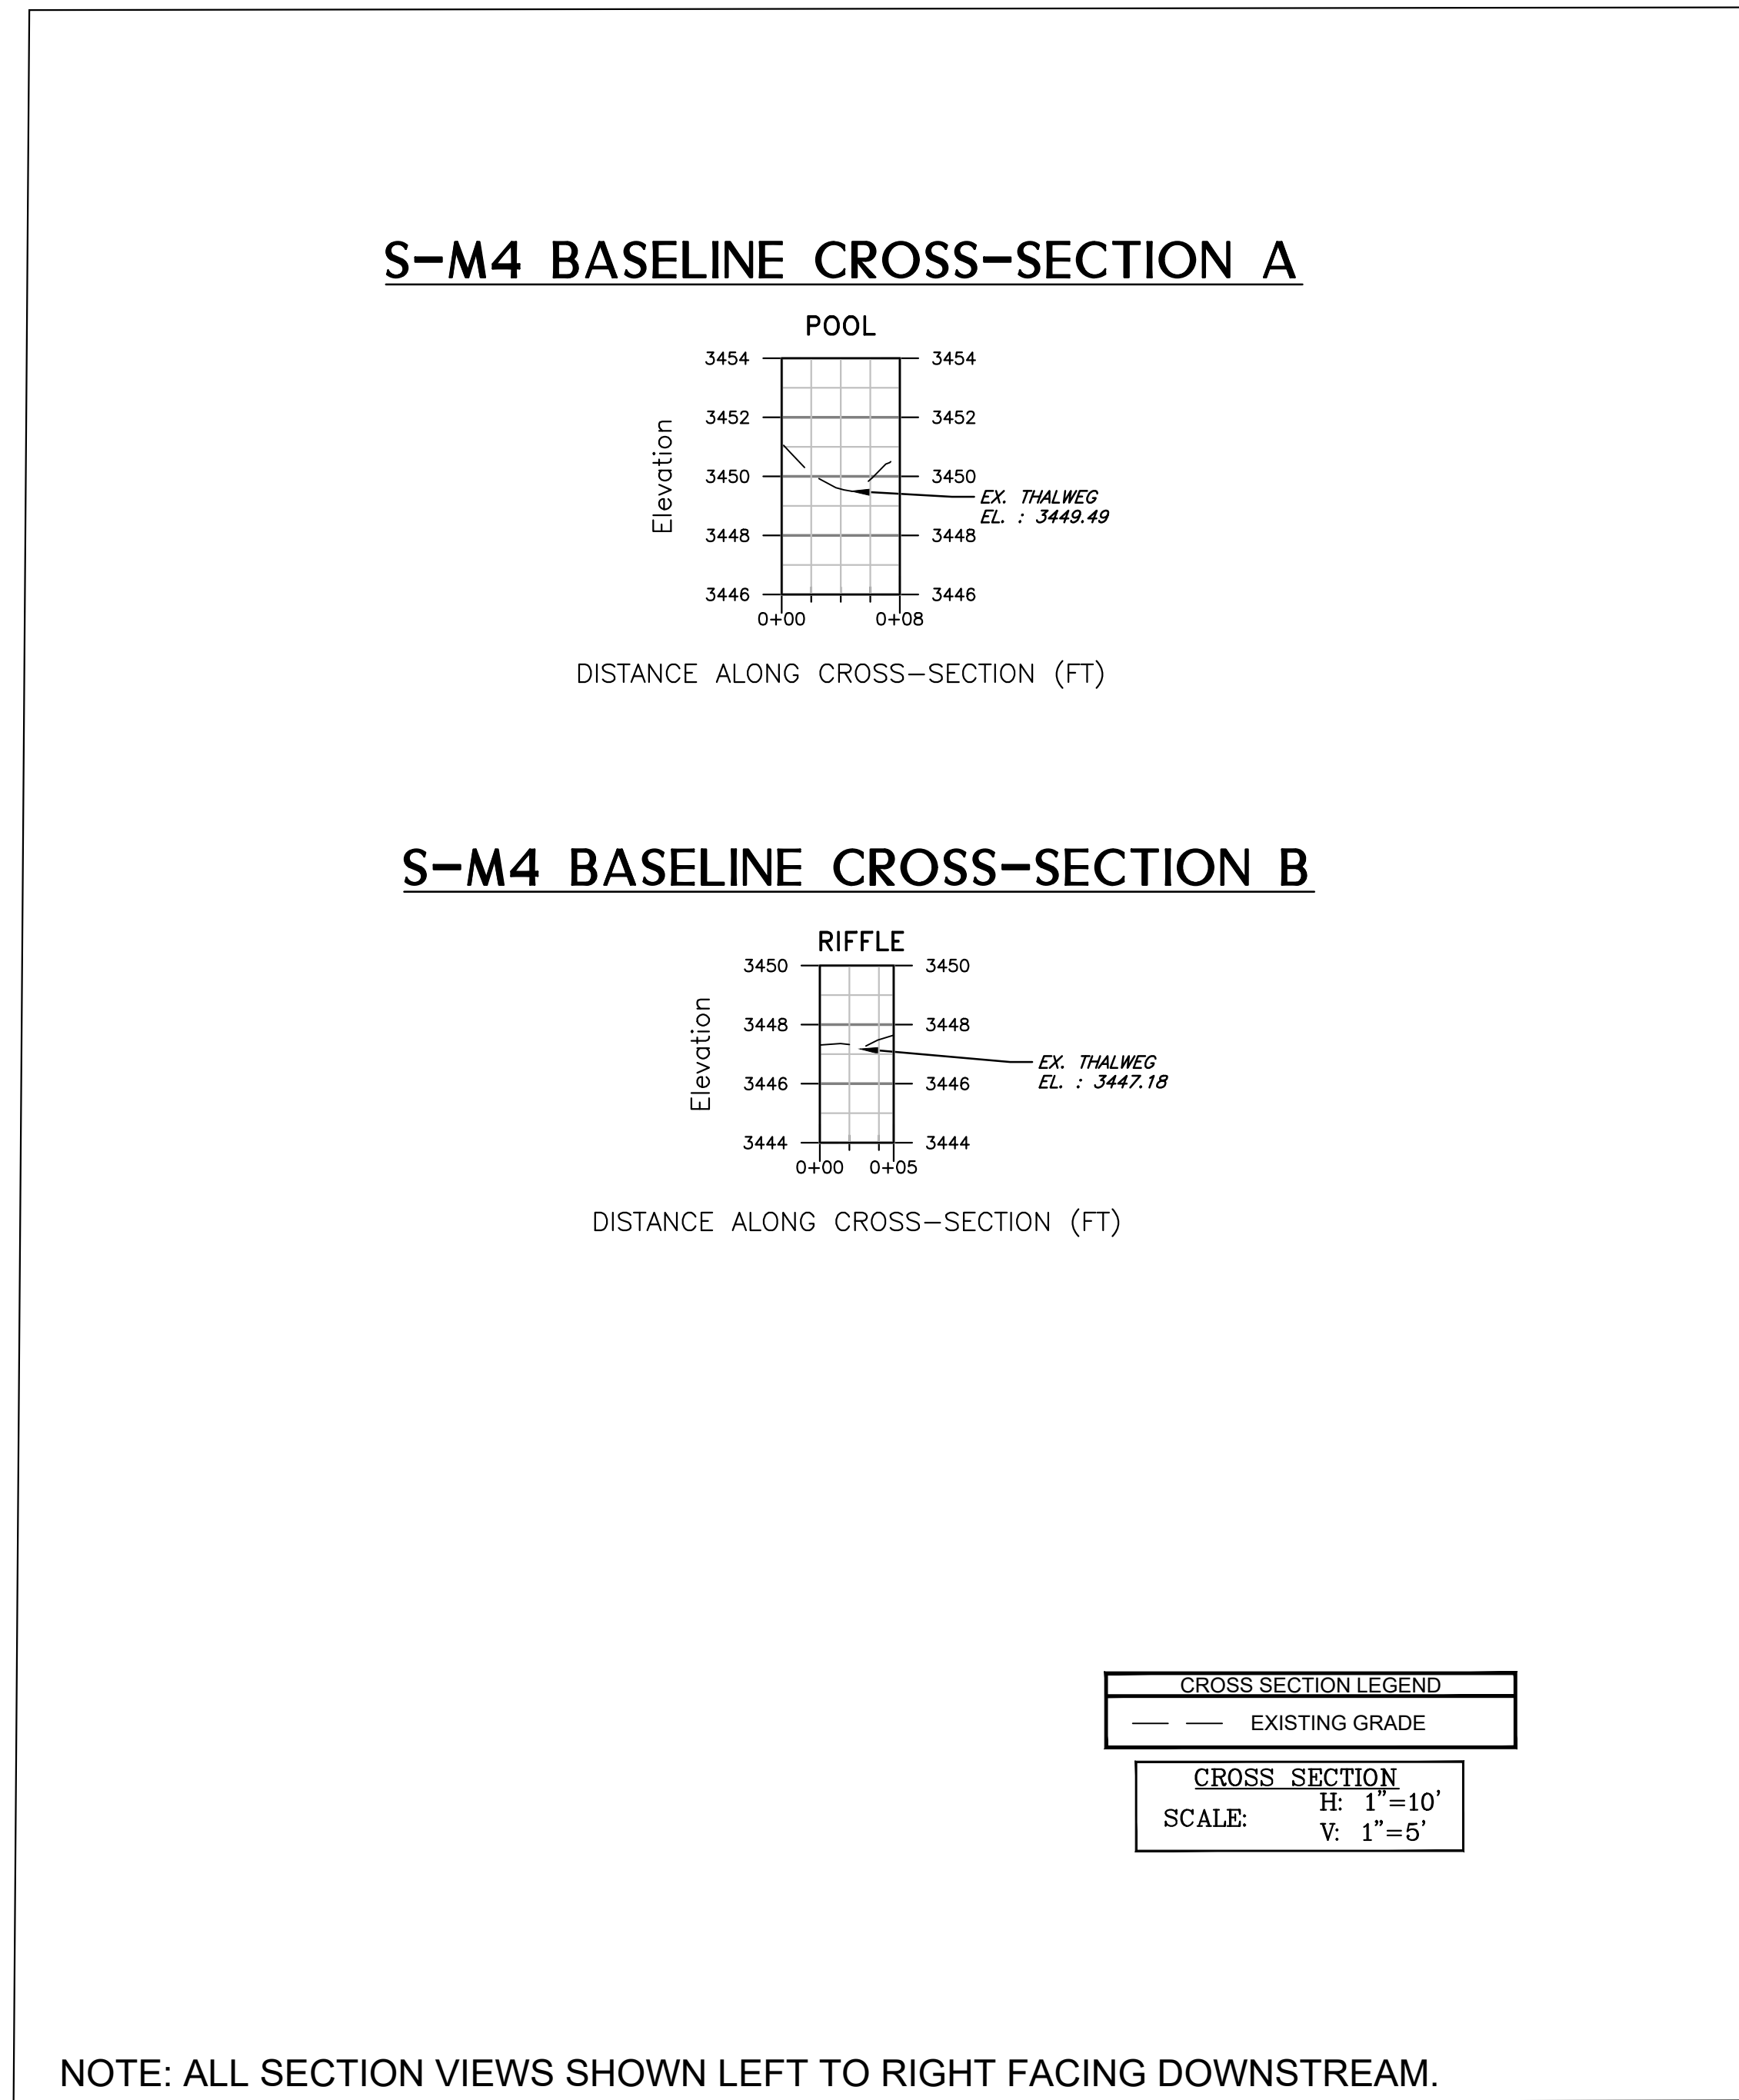 S-M4 BASELINE CROSS-SECTION A
POOL
3454 3454
3452 3452
3450 3450
3448 3448
3446 3446
Elevation
EX. THALWEG
EL. : 3449.49
0+00 0+08
DISTANCE ALONG CROSS-SECTION (FT)
S-M4 BASELINE CROSS-SECTION B
RIFFLE
3450 3450
3448 3448
3446 3446
3444 3444
Elevation
EX. THALWEG
EL. : 3447.18
0+00 0+05
DISTANCE ALONG CROSS-SECTION (FT)
CROSS SECTION LEGEND
EXISTING GRADE
CROSS SECTION
SCALE:
H: 1"=10'
V: 1"=5'
NOTE: ALL SECTION VIEWS SHOWN LEFT TO RIGHT FACING DOWNSTREAM.